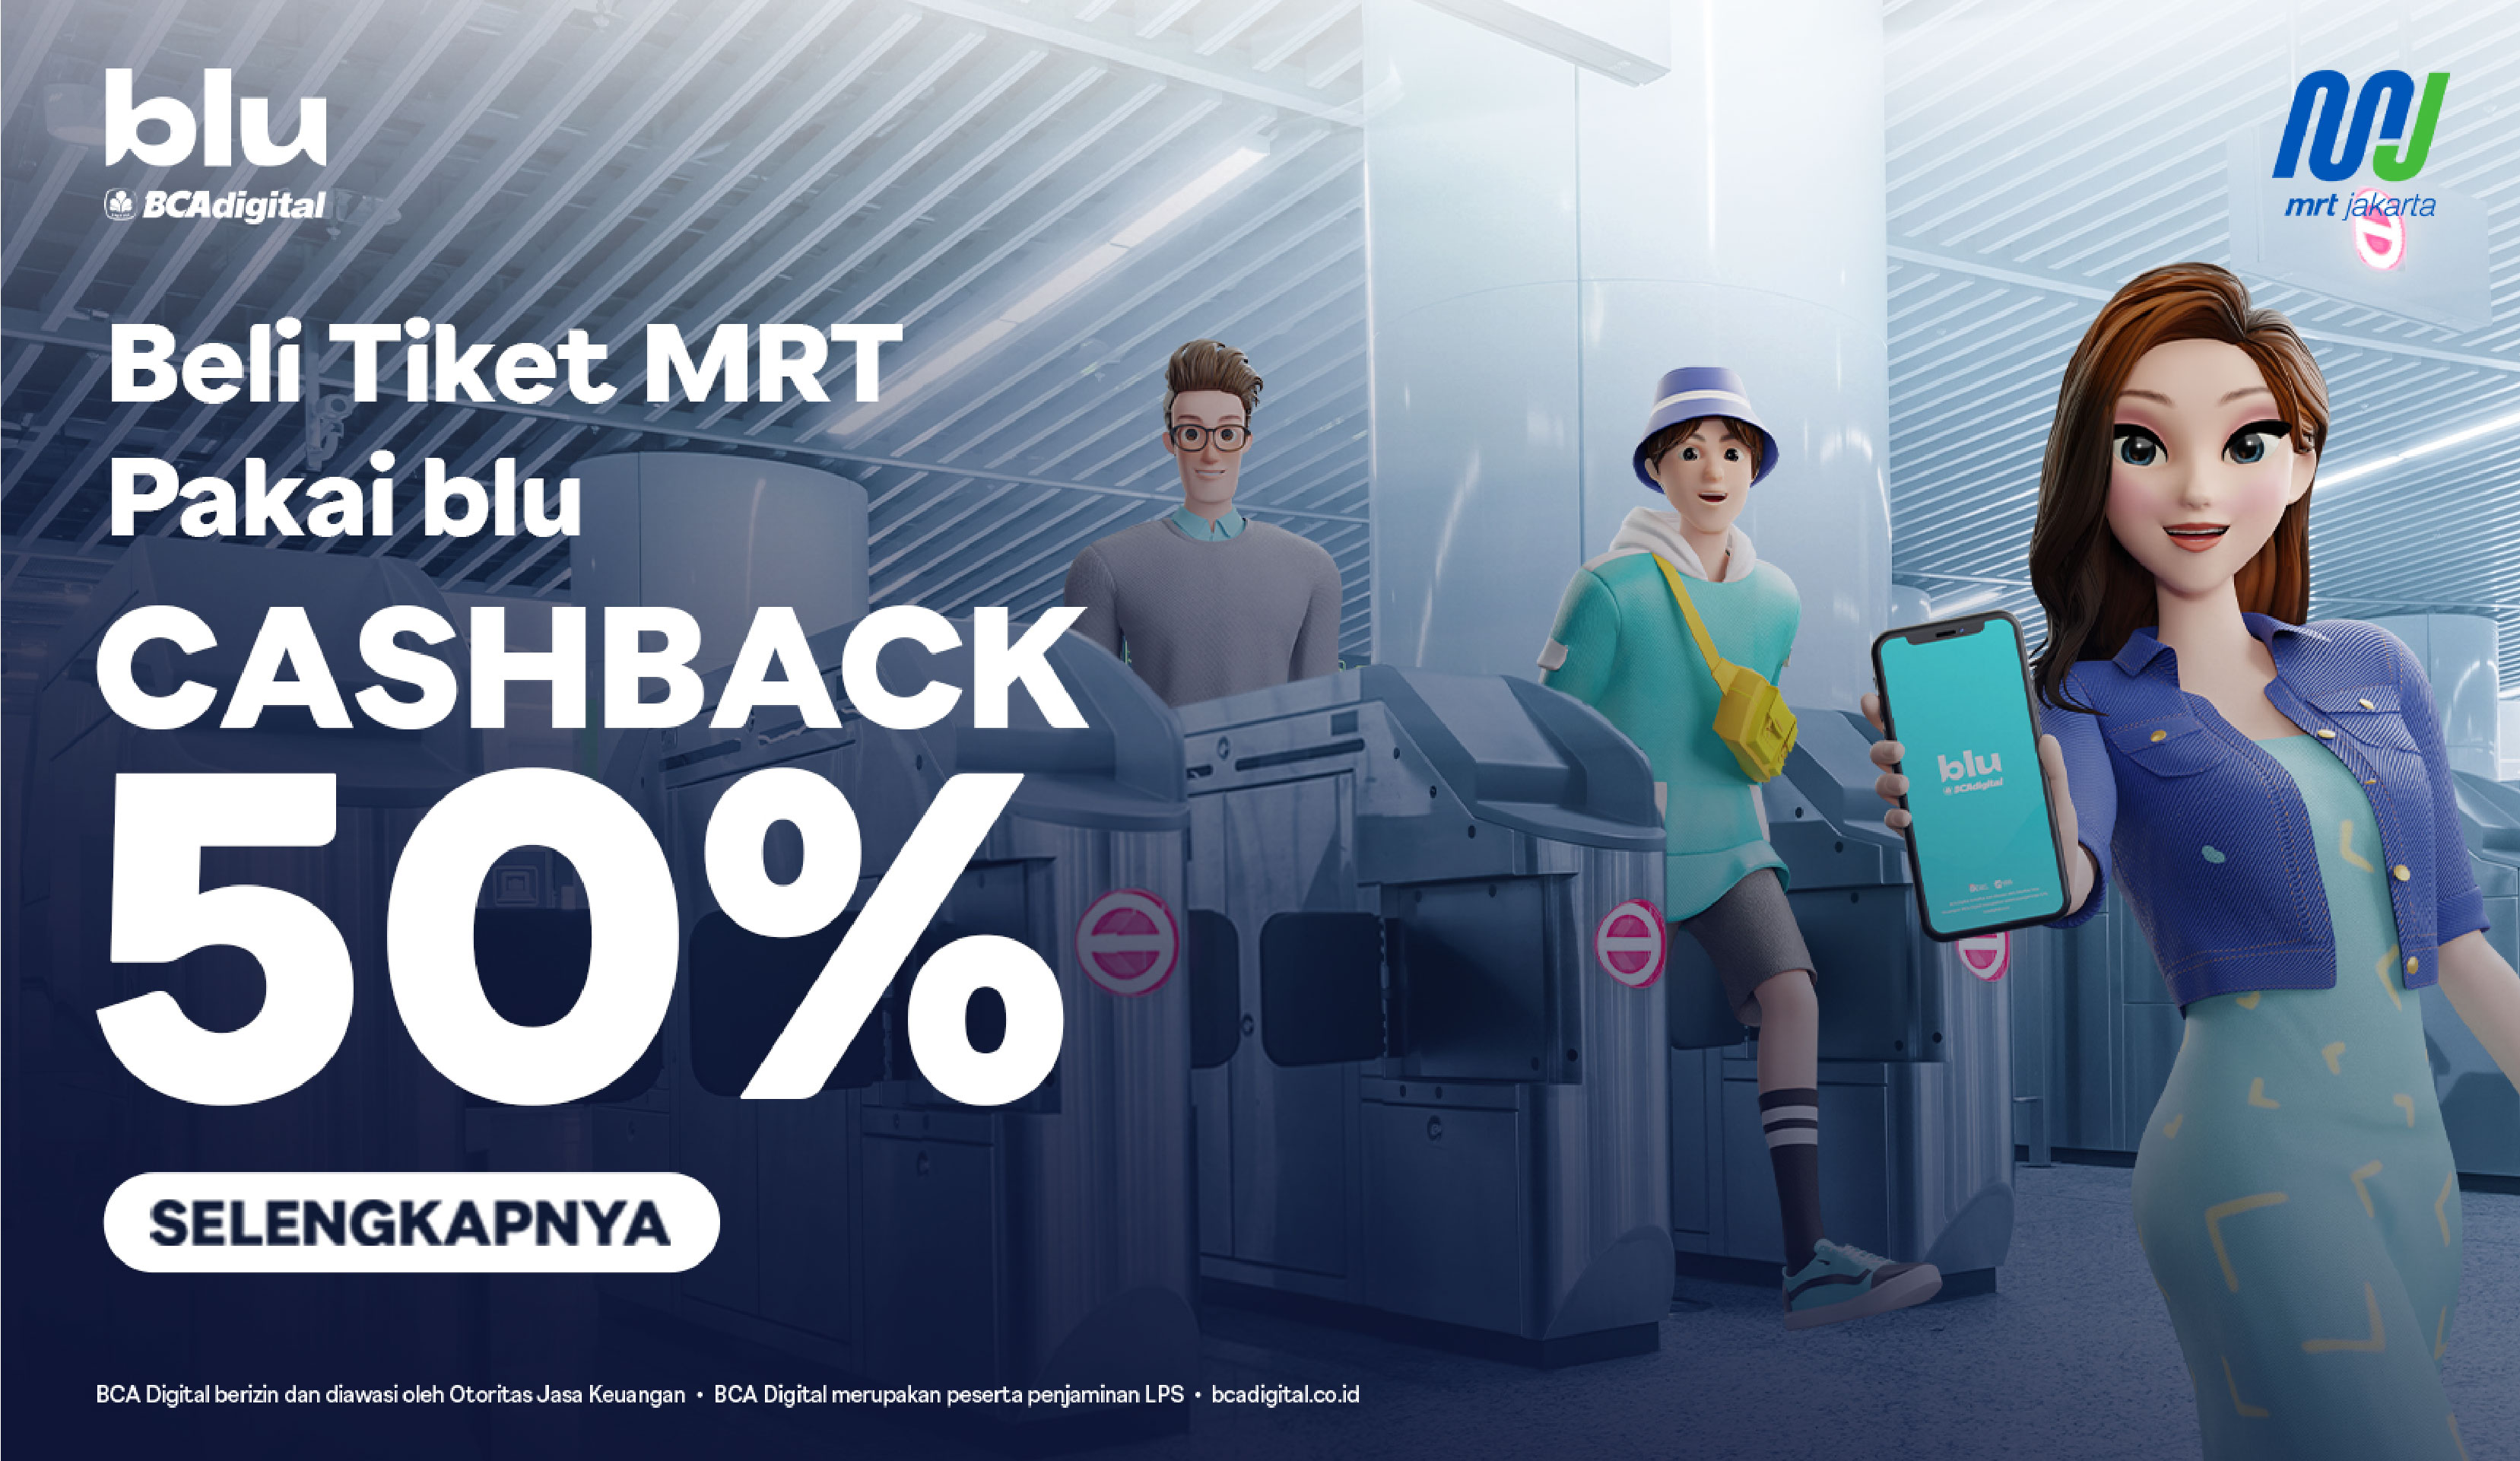 blu
BCAdigital
mrt jakarta
Beli Tiket MRT
Pakai blu
CASHBACK
50%
SELENGKAPNYA
blu
BCAdigital
BCA Digital berizin dan diawasi oleh Otoritas Jasa Keuangan • BCA Digital merupakan peserta penjaminan LPS • bcadigital.co.id